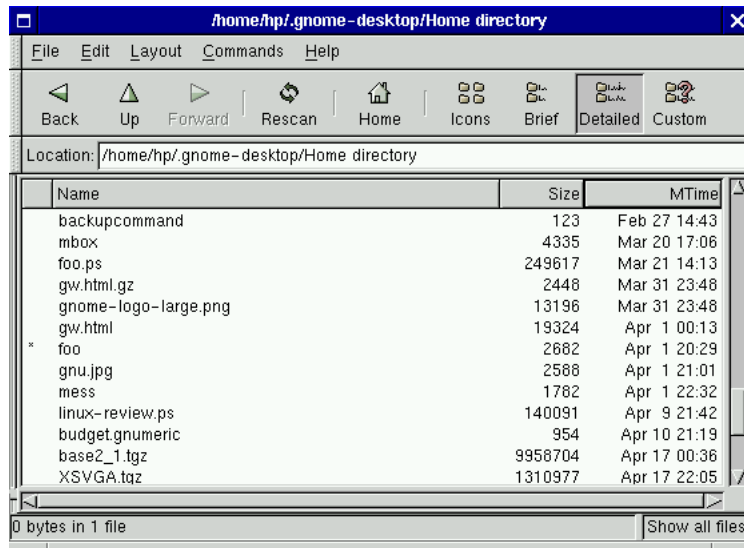 /home/hp/.gnome-desktop/Home directory
File Edit Layout Commands Help
Back Up Forward Rescan Home Icons Brief Detailed Custom
Location: /home/hp/.gnome-desktop/Home directory
Name Size MTime
backupcommand 123 Feb 27 14:43
mbox 4335 Mar 20 17:06
foo.ps 249617 Mar 21 14:13
gw.html.gz 2448 Mar 31 23:48
gnome-logo-large.png 13196 Mar 31 23:48
gw.html 19324 Apr 1 00:13
* foo 2682 Apr 1 20:29
gnu.jpg 2588 Apr 1 21:01
mess 1782 Apr 1 22:32
linux-review.ps 140091 Apr 9 21:42
budget.gnumeric 954 Apr 10 21:19
base2_1.tgz 9958704 Apr 17 00:36
XSVGA.tgz 1310977 Apr 17 22:05
0 bytes in 1 file Show all files